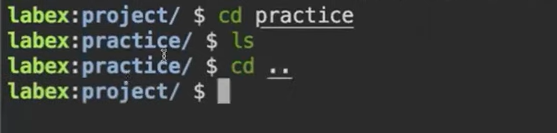 labex:project/ $ cd practice
labex:practice/ $ ls
labex:practice/ $ cd ..
labex:project/ $